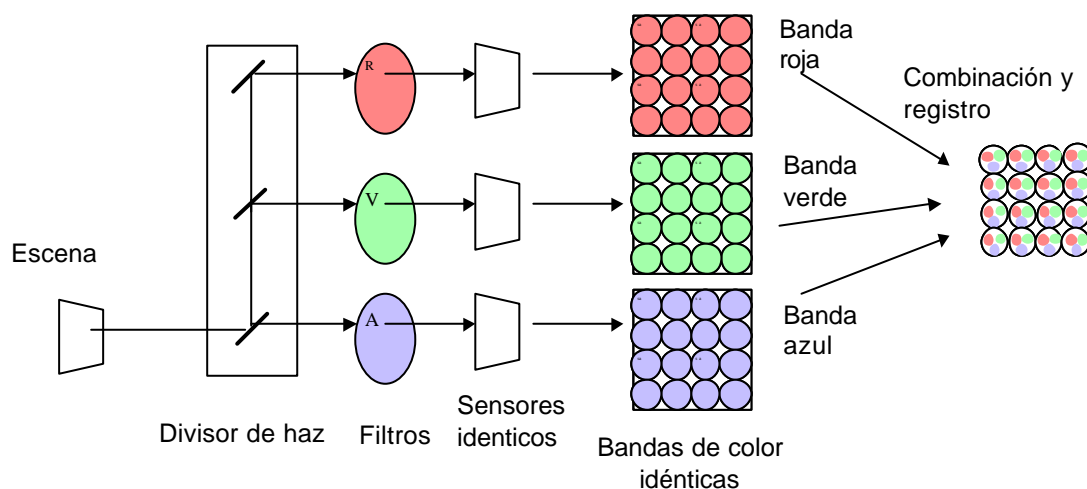 Banda
roja
Combinación y
registro
R
Banda
verde
V
Escena
Banda
azul
A
Divisor de haz
Filtros
Sensores
identicos
Bandas de color
idénticas